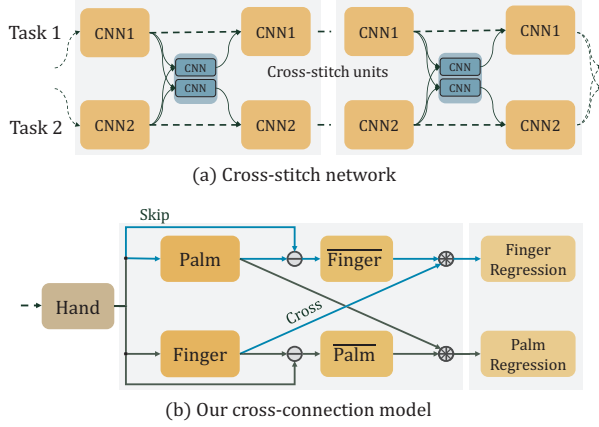 Task 1
CNN1
CNN1
CNN1
CNN1
CNN
CNN
Cross-stitch units
CNN
CNN
Task 2
CNN2
CNN2
CNN2
CNN2
(a) Cross-stitch network
Skip
Palm
Finger
Finger
Regression
Hand
Cross
Finger
Palm
Palm
Regression
(b) Our cross-connection model